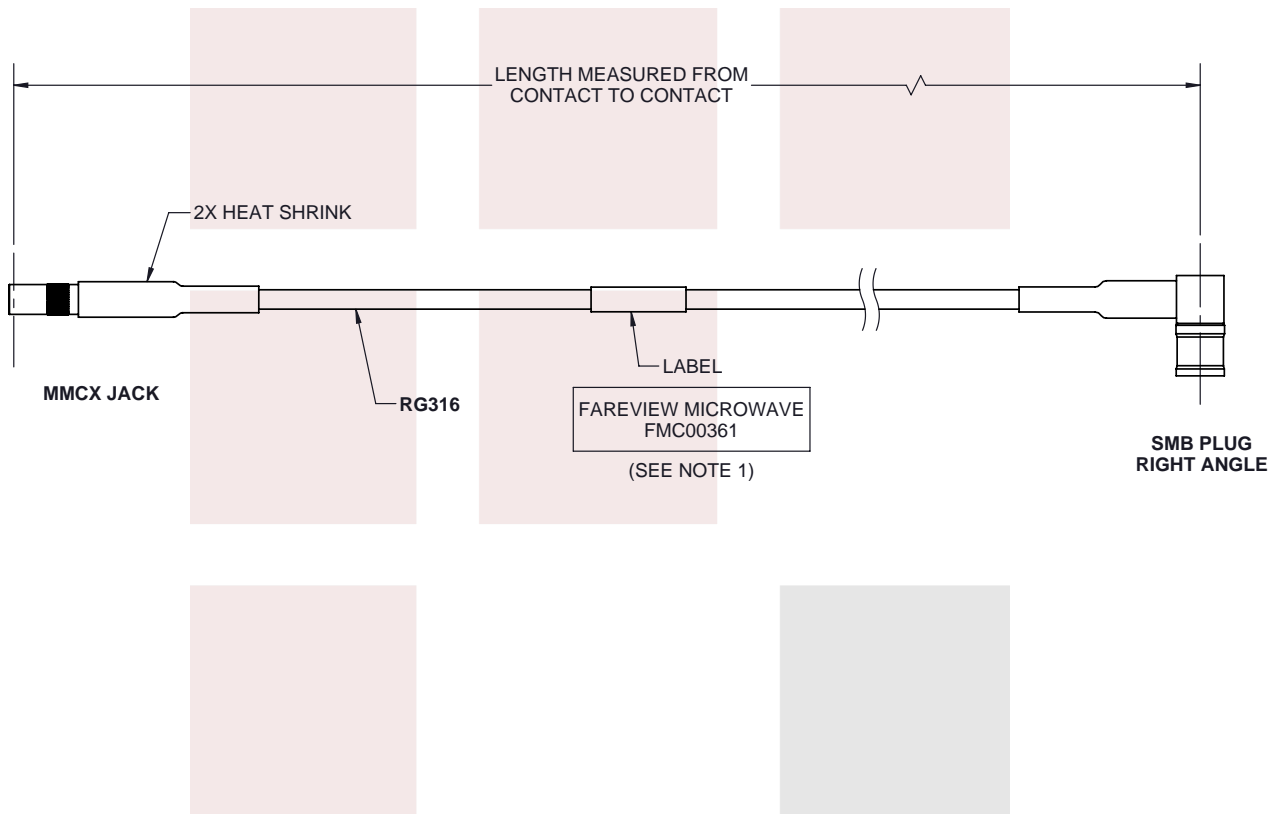 LENGTH MEASURED FROM
CONTACT TO CONTACT
2X HEAT SHRINK
LABEL
MMCX JACK
RG316
FAREVIEW MICROWAVE
FMC00361
(SEE NOTE 1)
SMB PLUG
RIGHT ANGLE